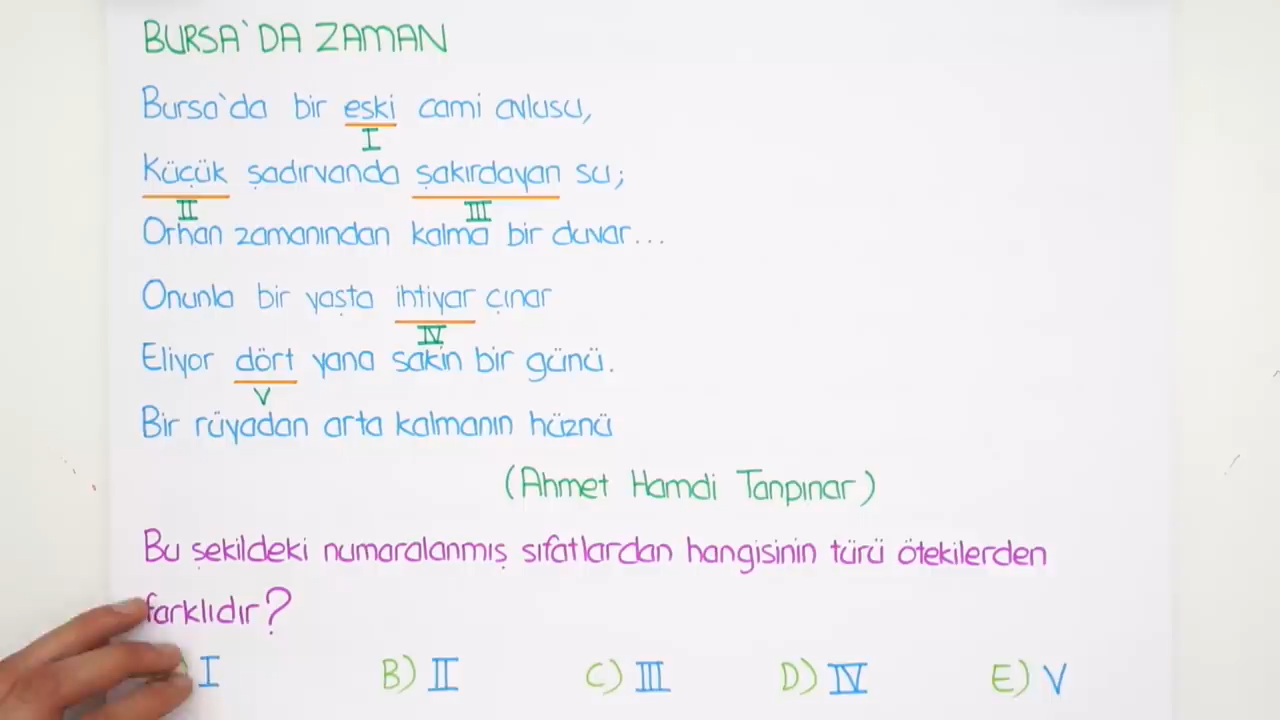 BURSA`DA ZAMAN
Bursa`da bir eski cami avlusu,
I
Küçük şadırvanda şakırdayan su;
II III
Orhan zamanından kalma bir duvar...
Onunla bir yaşta ihtiyar çınar
IV
Eliyor dört yana sakin bir günü.
V
Bir rüyadan arta kalmanın hüznü
(Ahmet Hamdi Tanpınar)
Bu şekildeki numaralanmış sıfatlardan hangisinin türü ötekilerden
farklıdır?
I B) II C) III D) IV E) V